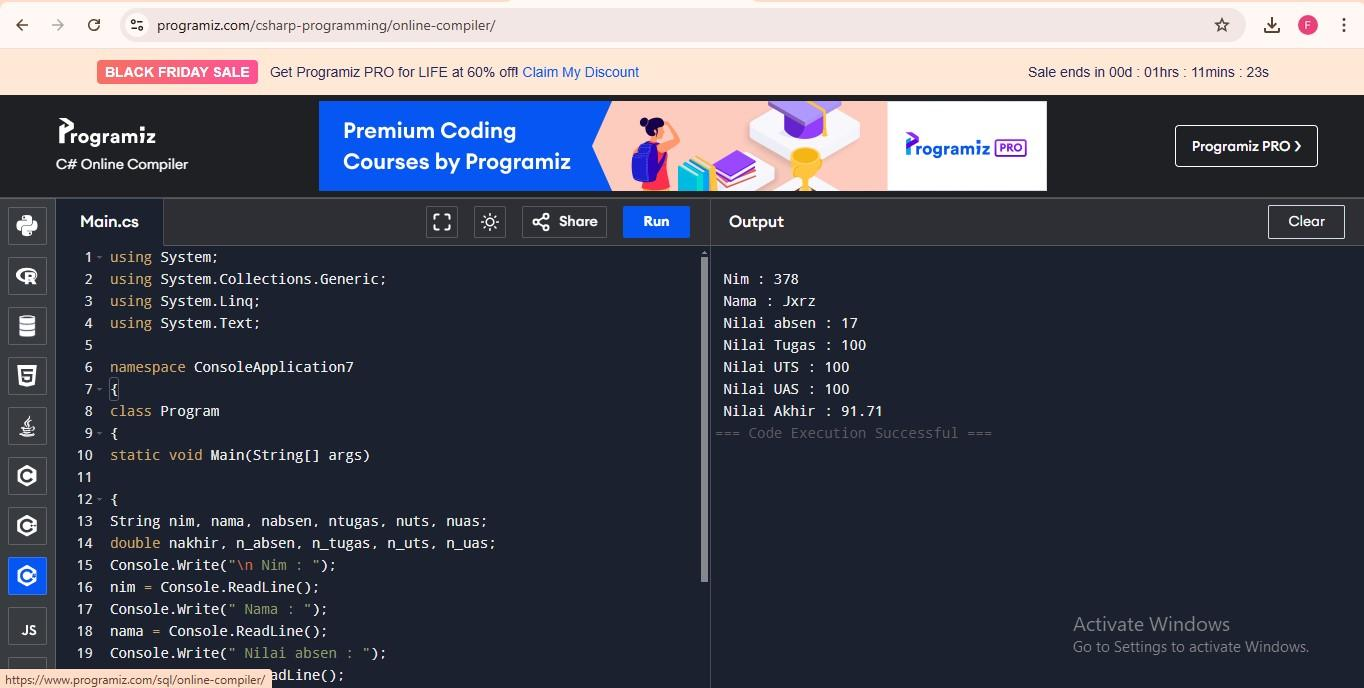 programiz.com/csharp-programming/online-compiler/
F
BLACK FRIDAY SALE Get Programiz PRO for LIFE at 60% off! Claim My Discount
Sale ends in 00d : 01hrs : 11mins : 23s
Programiz
C# Online Compiler
Premium Coding
Courses by Programiz
Programiz PRO
Programiz PRO ›
Main.cs
Share
Run
Output
Clear
1 using System;
2 using System.Collections.Generic;
3 using System.Linq;
4 using System.Text;
5
6 namespace ConsoleApplication7
7 {
8 class Program
9 {
10 static void Main(String[] args)
11
12 {
13 String nim, nama, nabsen, ntugas, nuts, nuas;
14 double nakhir, n_absen, n_tugas, n_uts, n_uas;
15 Console.Write("\n Nim : ");
16 nim = Console.ReadLine();
17 Console.Write(" Nama : ");
18 nama = Console.ReadLine();
19 Console.Write(" Nilai absen : ");
adLine();
Nim : 378
Nama : Jxrz
Nilai absen : 17
Nilai Tugas : 100
Nilai UTS : 100
Nilai UAS : 100
Nilai Akhir : 91.71
=== Code Execution Successful ===
R
5
C
C
C
JS
Activate Windows
Go to Settings to activate Windows.
https://www.programiz.com/sql/online-compiler/